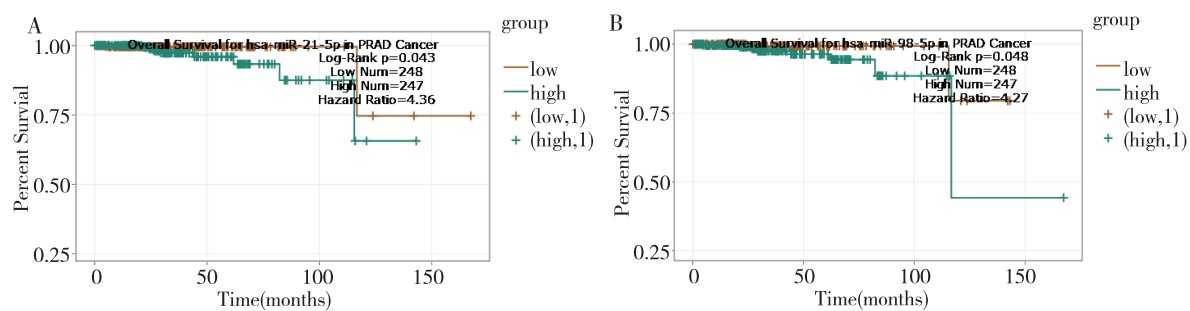 A
group
1.00
Overall Survival for hsa-miR-21-5p in PRAD Cancer
Log-Rank p=0.043
Low Num=248
High Num=247
Hazard Ratio=4.36
low
high
(low,1)
(high,1)
0.75
0.50
0.25
Percent Survial
0
50
100
150
Time(months)
B
group
1.00
Overall Survival for hsa-miR-98-5p in PRAD Cancer
Log-Rank p=0.048
Low Num=248
High Num=247
Hazard Ratio=4.27
low
high
(low,1)
(high,1)
0.75
0.50
0.25
Percent Survial
0
50
100
150
Time(months)